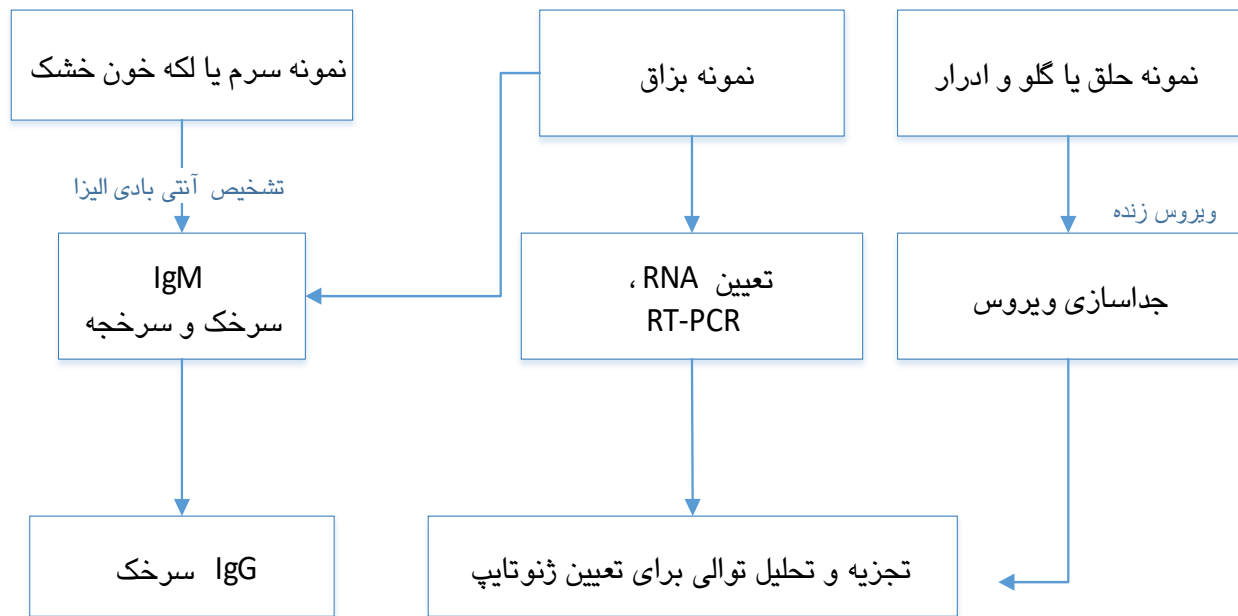 نمونه حلق یا گلو و ادرار
نمونه بزاق
نمونه سرم یا لکه خون خشک
ویروس زنده
تشخیص آنتی بادی الیزا
جداسازی ویروس
تعیین RNA ،
RT-PCR
IgM
سرخک و سرخجه
تجزیه و تحلیل توالی برای تعیین ژنوتایپ
IgG سرخک